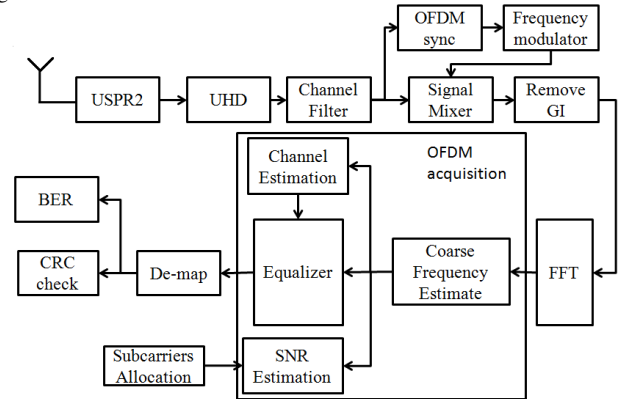 OFDM
sync
Frequency
modulator
USPR2
UHD
Channel
Filter
Signal
Mixer
Remove
GI
OFDM
acquisition
Channel
Estimation
BER
CRC
check
De-map
Equalizer
Coarse
Frequency
Estimate
FFT
Subcarriers
Allocation
SNR
Estimation